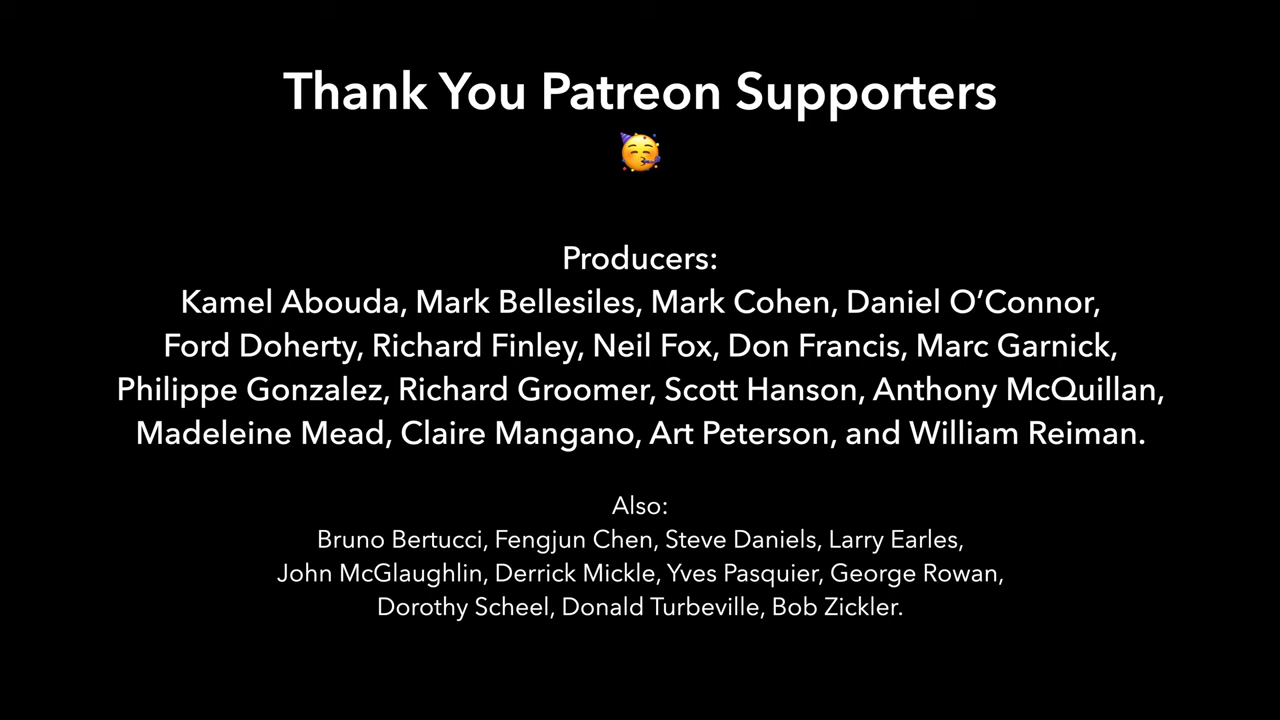 Thank You Patreon Supporters
🥳
Producers:
Kamel Abouda, Mark Bellesiles, Mark Cohen, Daniel O’Connor,
Ford Doherty, Richard Finley, Neil Fox, Don Francis, Marc Garnick,
Philippe Gonzalez, Richard Groomer, Scott Hanson, Anthony McQuillan,
Madeleine Mead, Claire Mangano, Art Peterson, and William Reiman.
Also:
Bruno Bertucci, Fengjun Chen, Steve Daniels, Larry Earles,
John McGlaughlin, Derrick Mickle, Yves Pasquier, George Rowan,
Dorothy Scheel, Donald Turbeville, Bob Zickler.